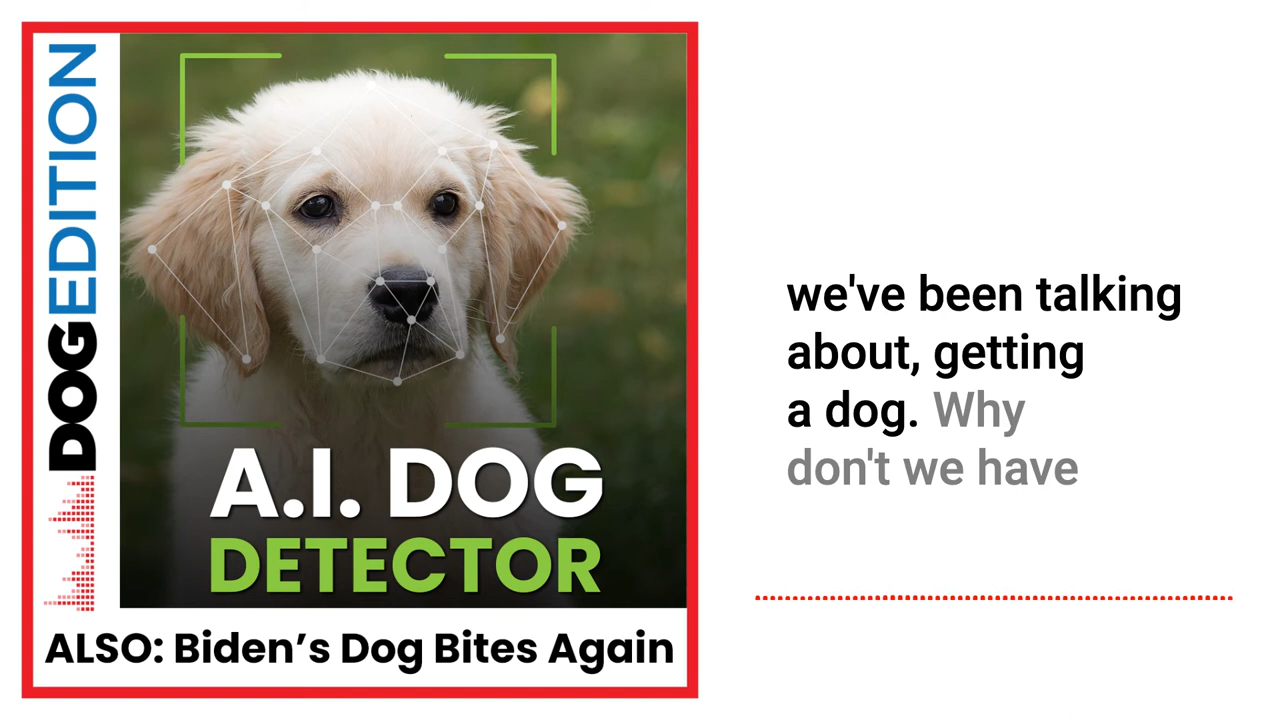 DOGEDITION
A.I. DOG
DETECTOR
ALSO: Biden’s Dog Bites Again
we've been talking
about, getting
a dog. Why
don't we have